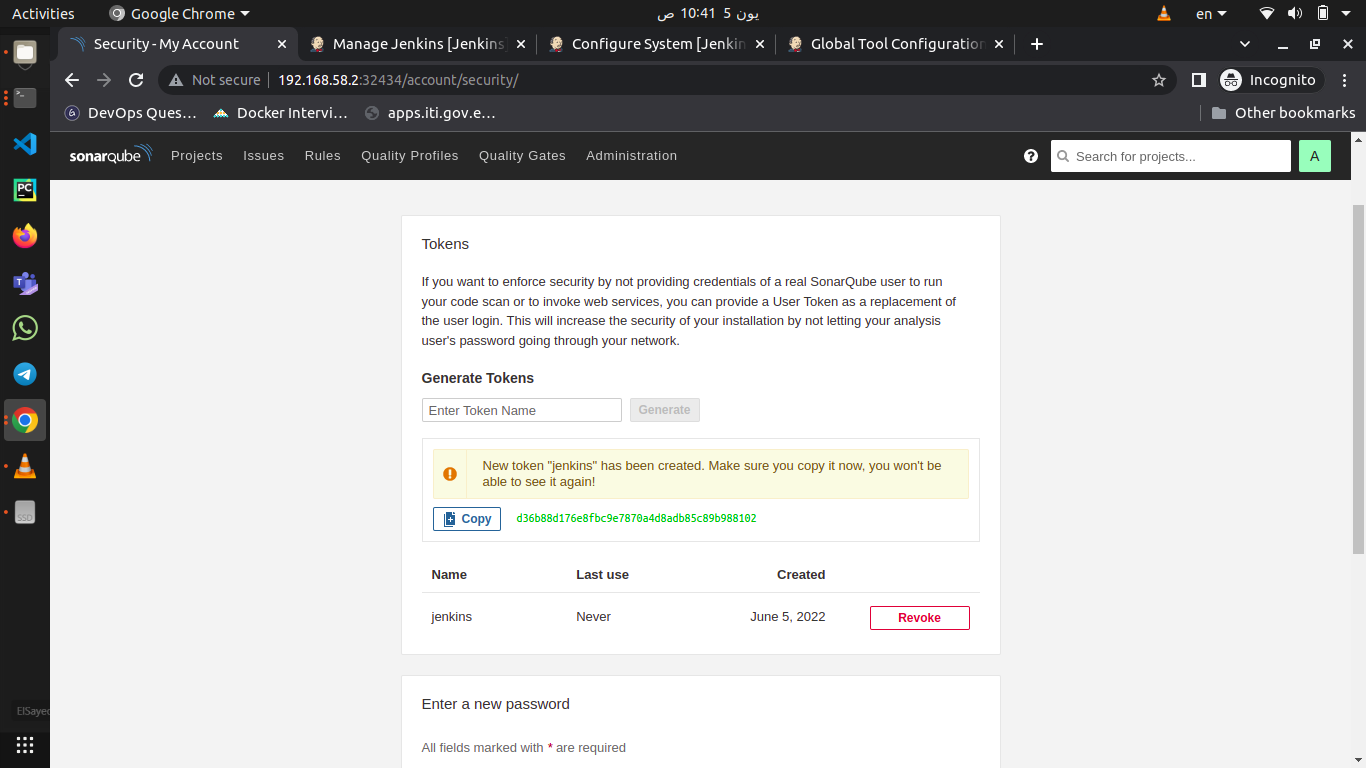 Activities
Google Chrome
يون 5 10:41 ص
en
Security - My Account
Manage Jenkins [Jenkins]
Configure System [Jenkin
Global Tool Configuration
Not secure
192.168.58.2:32434/account/security/
Incognito
DevOps Ques...
Docker Intervi...
apps.iti.gov.e...
Other bookmarks
sonarqube
Projects
Issues
Rules
Quality Profiles
Quality Gates
Administration
Search for projects...
A
Tokens
If you want to enforce security by not providing credentials of a real SonarQube user to run
your code scan or to invoke web services, you can provide a User Token as a replacement of
the user login. This will increase the security of your installation by not letting your analysis
user's password going through your network.
Generate Tokens
Enter Token Name
Generate
New token "jenkins" has been created. Make sure you copy it now, you won't be
able to see it again!
Copy
d36b88d176e8fbc9e7870a4d8adb85c89b988102
Name
Last use
Created
jenkins
Never
June 5, 2022
Revoke
Enter a new password
All fields marked with * are required
PC
T
SSD
ElSayed